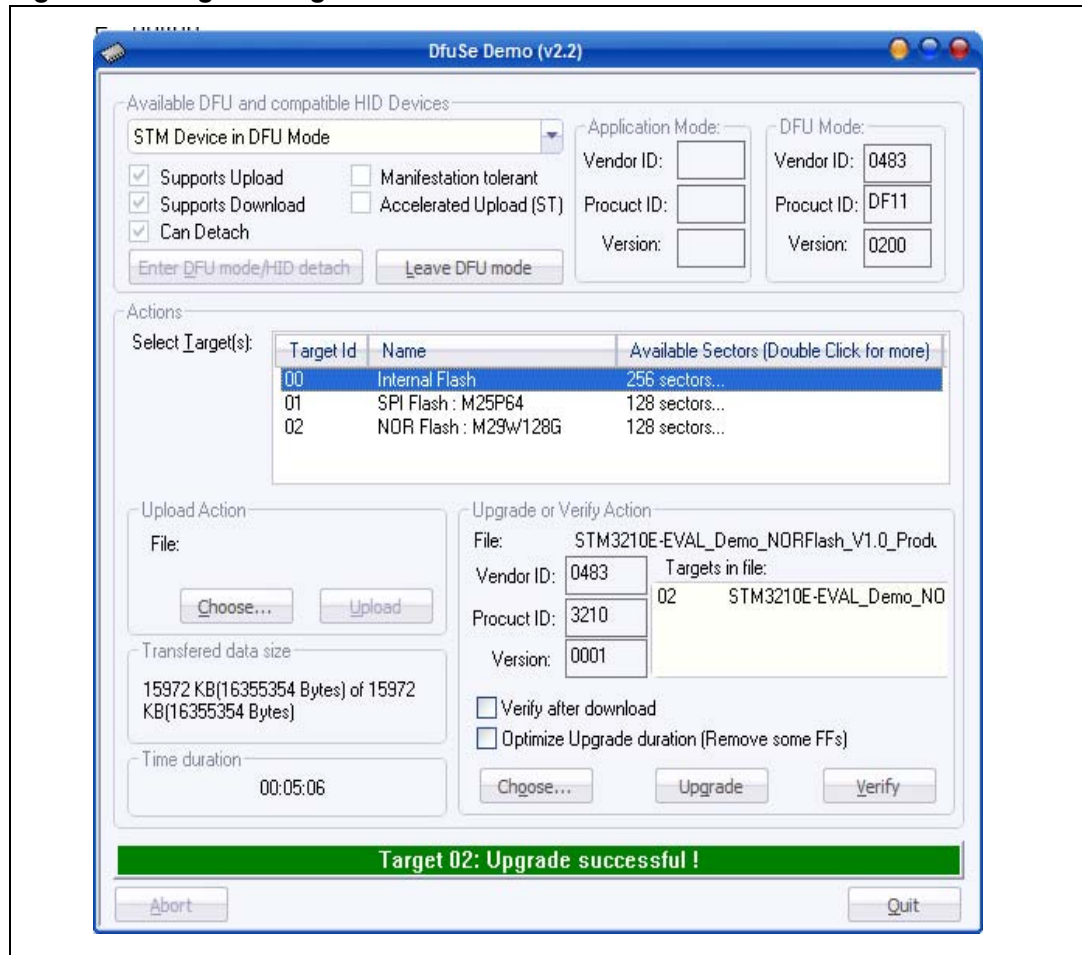 DfuSe Demo (v2.2)
Available DFU and compatible HID Devices
STM Device in DFU Mode
Supports Upload
Manifestation tolerant
Supports Download
Accelerated Upload (ST)
Can Detach
Enter DFU mode/HID detach
Leave DFU mode
Application Mode:
Vendor ID:
Procuct ID:
Version:
DFU Mode:
Vendor ID: 0483
Procuct ID: DF11
Version: 0200
Actions
Select Target(s):
Target Id Name Available Sectors (Double Click for more)
00 Internal Flash 256 sectors...
01 SPI Flash : M25P64 128 sectors...
02 NOR Flash : M29W128G 128 sectors...
Upload Action
File:
Choose... Upload
Transfered data size
15972 KB(16355354 Bytes) of 15972
KB(16355354 Bytes)
Time duration
00:05:06
Upgrade or Verify Action
File: STM3210E-EVAL_Demo_NORFlash_V1.0_Produ
Vendor ID: 0483
Procuct ID: 3210
Version: 0001
Targets in file:
02 STM3210E-EVAL_Demo_NO
Verify after download
Optimize Upgrade duration (Remove some FFs)
Choose... Upgrade Verify
Target 02: Upgrade successful !
Abort Quit